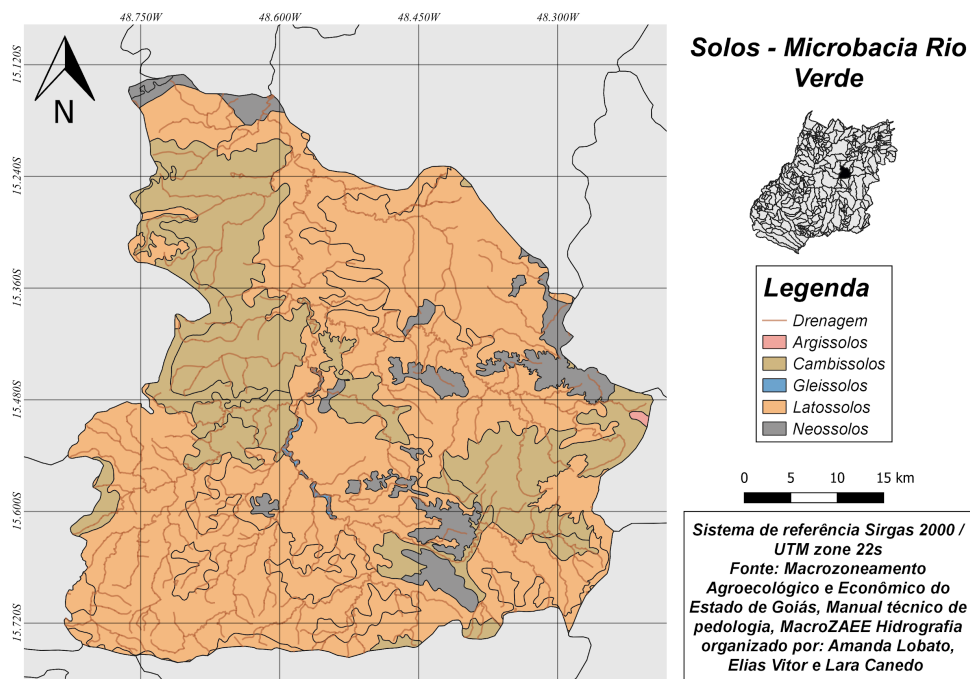 48.750W 48.600W 48.450W 48.300W
15.120S
15.240S
15.360S
15.480S
15.600S
15.720S
N
Solos - Microbacia Rio
Verde
Legenda
Drenagem
Argissolos
Cambissolos
Gleissolos
Latossolos
Neossolos
0 5 10 15 km
Sistema de referência Sirgas 2000 /
UTM zone 22s
Fonte: Macrozoneamento
Agroecológico e Econômico do
Estado de Goiás, Manual técnico de
pedologia, MacroZAEE Hidrografia
organizado por: Amanda Lobato,
Elias Vitor e Lara Canedo